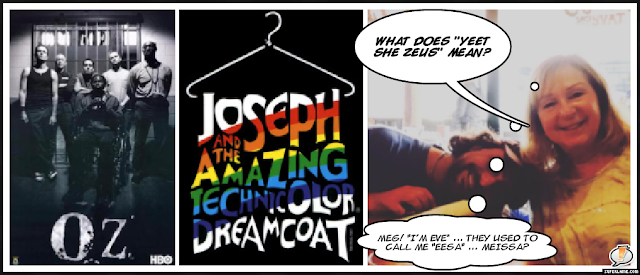 OZ
HBO
JOSEPH
AND THE
AMAZING
TECHNICOLOR
DREAMCOAT
WHAT DOES "YEET
SHE ZEUS" MEAN?
MEG! "I'M EVE" ... THEY USED TO
CALL ME "EESA" ... MEISSA?